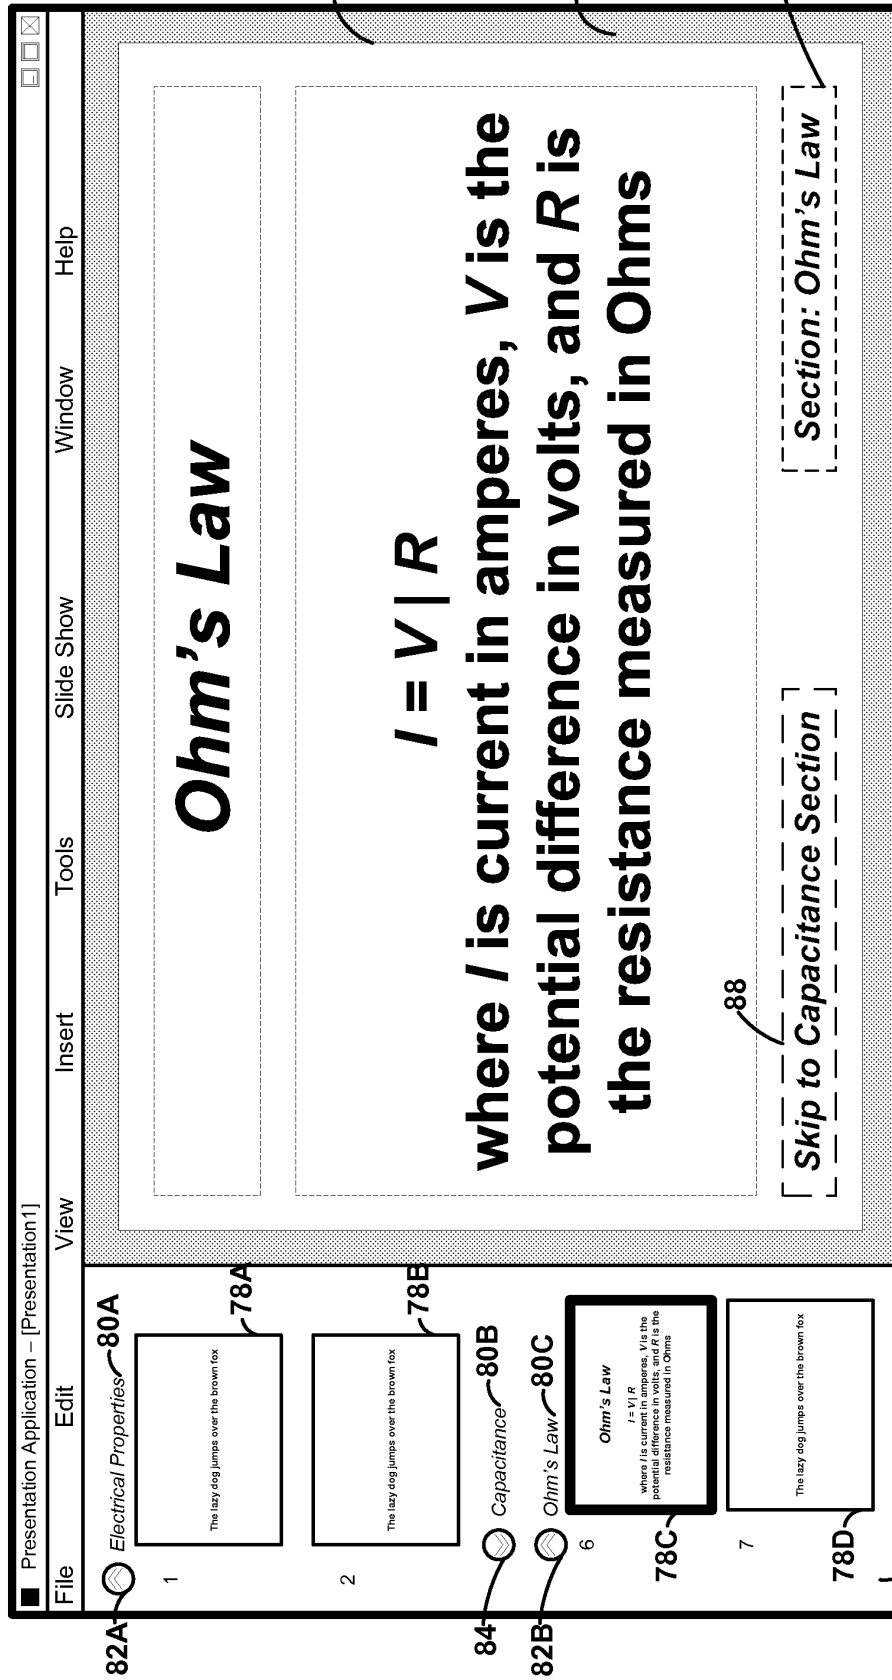 Presentation Application – [Presentation1]
File Edit View Insert Tools Slide Show Window Help
82A
Electrical Properties
80A
1
The lazy dog jumps over the brown fox
78A
2
The lazy dog jumps over the brown fox
78B
84
Capacitance
80B
82B
Ohm's Law
80C
6
Ohm's Law
I = V | R
where I is current in amperes, V is the
potential difference in volts, and R is the
resistance measured in Ohms
78C
7
The lazy dog jumps over the brown fox
78D
Ohm's Law
I = V | R
where I is current in amperes, V is the
potential difference in volts, and R is
the resistance measured in Ohms
88
Skip to Capacitance Section
Section: Ohm's Law